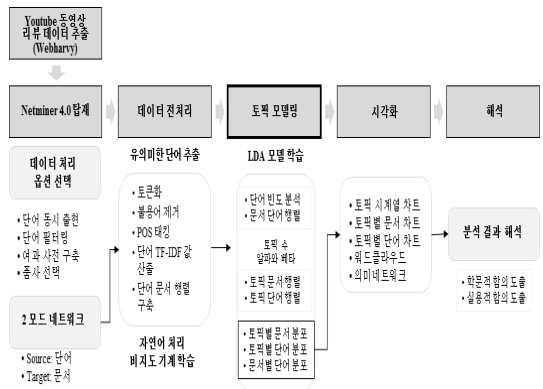 Youtube 동영상
리뷰 데이터 추출
(Webharvy)
Netminer 4.0 탑재
데이터 전처리
토픽 모델링
시각화
해석
데이터 처리
옵션 선택
• 단어 동시 출현
• 단어 필터링
• 여과 사전 구축
• 품사 선택
2 모드 네트워크
• Source: 단어
• Target: 문서
유의미한 단어 추출
• 토큰화
• 불용어 제거
• POS 태킹
• 단어 TF-IDF 값
산출
• 단어 문서 행렬
구축
자연어 처리
비지도 기계 학습
LDA 모델 학습
• 단어 빈도 분석
• 문서 단어 행렬
토픽 수
알파와 베타
• 토픽 문서 행렬
• 토픽 단어 행렬
• 토픽별 문서 분포
• 토픽별 단어 분포
• 문서별 단어 분포
• 토픽 시계열 차트
• 토픽별 문서 차트
• 토픽별 단어 차트
• 워드클라우드
• 의미네트워크
분석 결과 해석
• 학문적 함의 도출
• 실용적 함의 도출